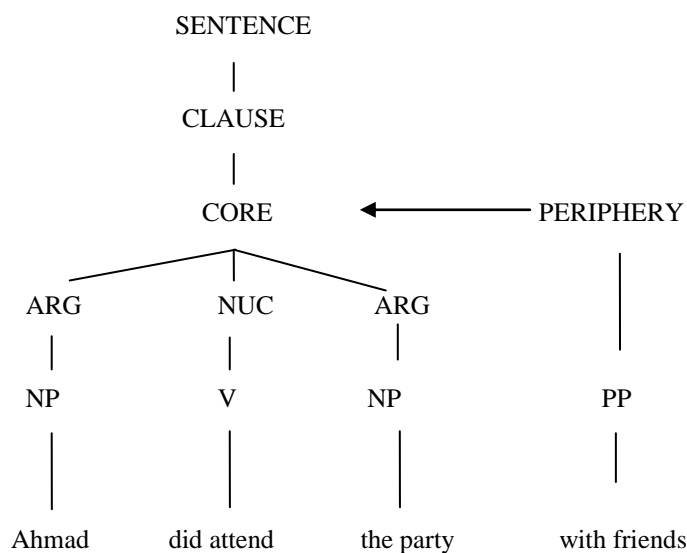 SENTENCE
CLAUSE
CORE PERIPHERY
ARG NUC ARG
NP V NP PP
Ahmad did attend the party with friends